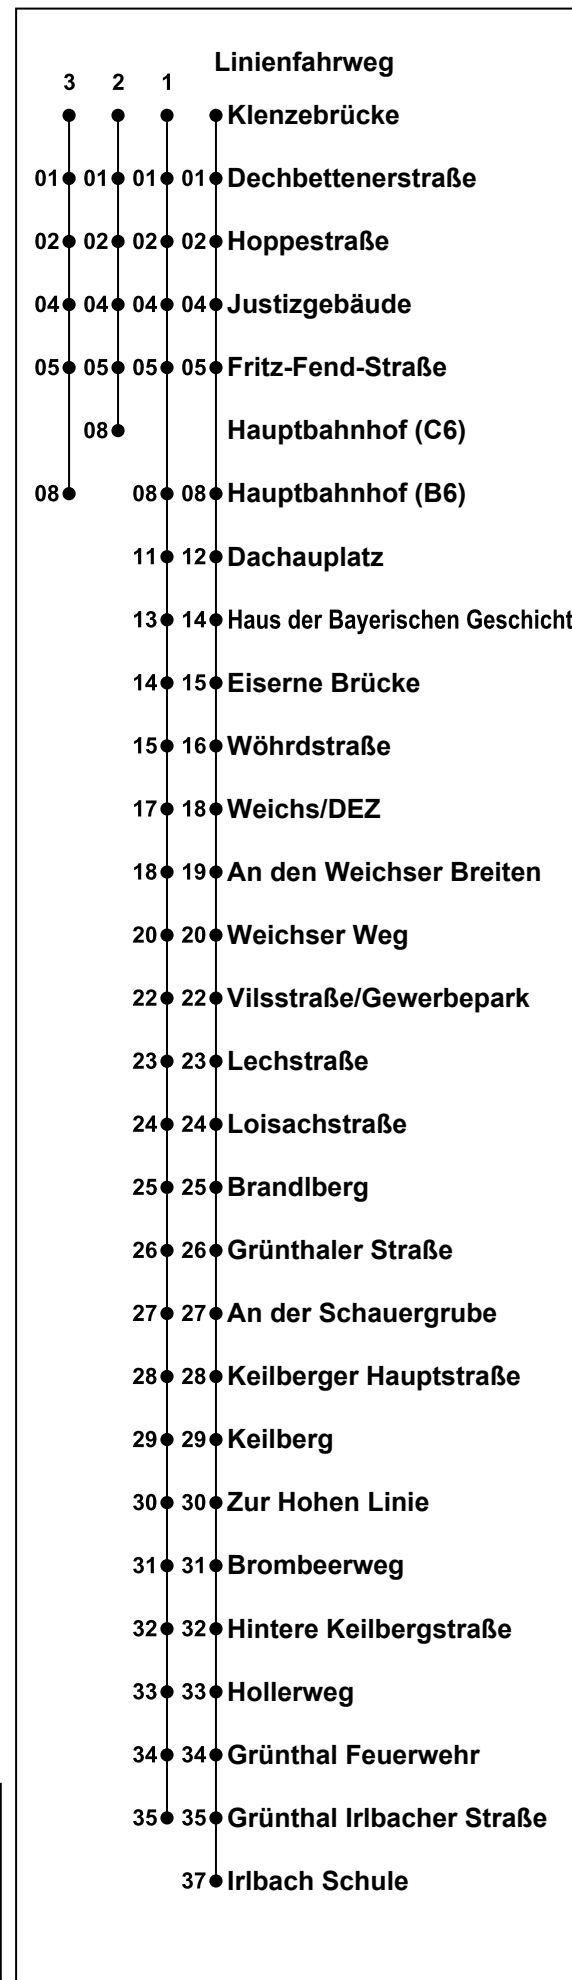 Linienfahrweg
3 2 1
Klenzebrücke
01 01 01 01 Dechbettenerstraße
02 02 02 02 Hoppestraße
04 04 04 04 Justizgebäude
05 05 05 05 Fritz-Fend-Straße
08 Hauptbahnhof (C6)
08 08 08 Hauptbahnhof (B6)
11 12 Dachauplatz
13 14 Haus der Bayerischen Geschicht
14 15 Eiserne Brücke
15 16 Wöhrdstraße
17 18 Weichs/DEZ
18 19 An den Weichser Breiten
20 20 Weichser Weg
22 22 Vilsstraße/Gewerbepark
23 23 Lechstraße
24 24 Loisachstraße
25 25 Brandlberg
26 26 Grünthaler Straße
27 27 An der Schauergrube
28 28 Keilberger Hauptstraße
29 29 Keilberg
30 30 Zur Hohen Linie
31 31 Brombeerweg
32 32 Hintere Keilbergstraße
33 33 Hollerweg
34 34 Grünthal Feuerwehr
35 35 Grünthal Irlbacher Straße
37 Irlbach Schule